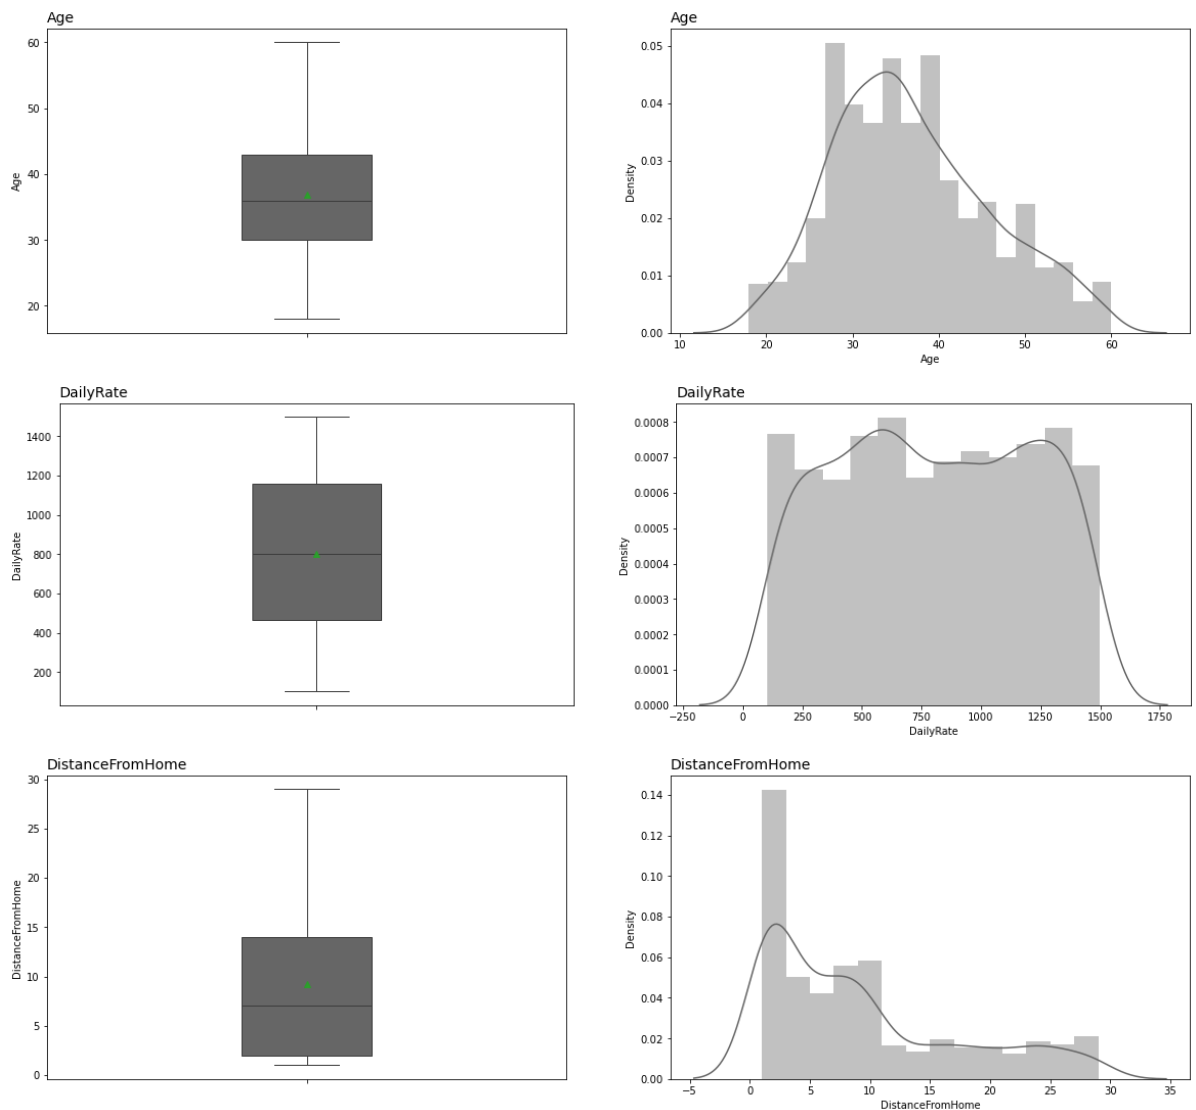 Age
60
50
40
30
20
Age
Age
0.05
0.04
0.03
0.02
0.01
0.00
Density
10 20 30 40 50 60
Age
DailyRate
1400
1200
1000
800
600
400
200
DailyRate
DailyRate
0.0008
0.0007
0.0006
0.0005
0.0004
0.0003
0.0002
0.0001
0.0000
Density
−250 0 250 500 750 1000 1250 1500 1750
DailyRate
DistanceFromHome
30
25
20
15
10
5
0
DistanceFromHome
DistanceFromHome
0.14
0.12
0.10
0.08
0.06
0.04
0.02
0.00
Density
−5 0 5 10 15 20 25 30 35
DistanceFromHome